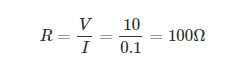 R = V/I = 10/0.1 = 100Ω